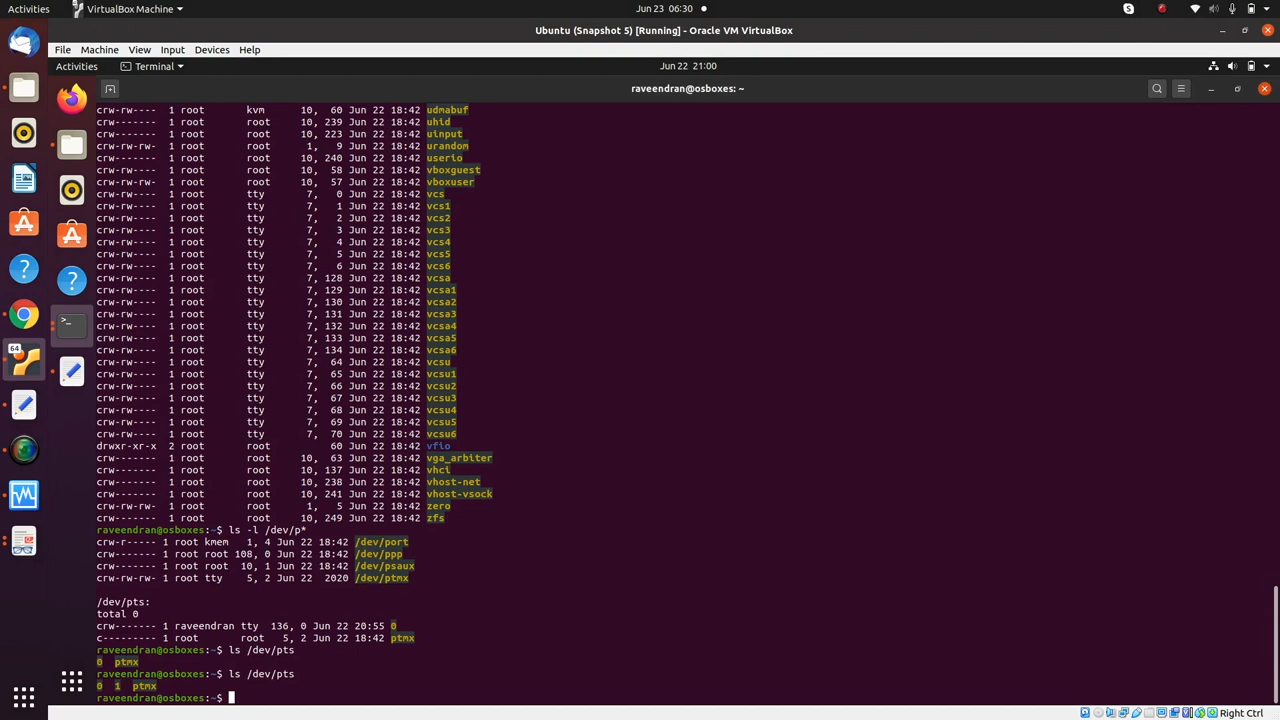 Activities VirtualBox Machine Jun 23 06:30
Ubuntu (Snapshot 5) [Running] - Oracle VM VirtualBox
File Machine View Input Devices Help
Activities Terminal Jun 22 21:00
raveendran@osboxes: ~
crw-rw---- 1 root kvm 10, 60 Jun 22 18:42 udmabuf
crw------- 1 root root 10, 239 Jun 22 18:42 uhid
crw------- 1 root root 10, 223 Jun 22 18:42 uinput
crw-rw-rw- 1 root root 1, 9 Jun 22 18:42 urandom
crw------- 1 root root 10, 240 Jun 22 18:42 userio
crw------- 1 root root 10, 58 Jun 22 18:42 vboxguest
crw-rw-rw- 1 root root 10, 57 Jun 22 18:42 vboxuser
crw-rw---- 1 root tty 7, 0 Jun 22 18:42 vcs
crw-rw---- 1 root tty 7, 1 Jun 22 18:42 vcs1
crw-rw---- 1 root tty 7, 2 Jun 22 18:42 vcs2
crw-rw---- 1 root tty 7, 3 Jun 22 18:42 vcs3
crw-rw---- 1 root tty 7, 4 Jun 22 18:42 vcs4
crw-rw---- 1 root tty 7, 5 Jun 22 18:42 vcs5
crw-rw---- 1 root tty 7, 6 Jun 22 18:42 vcs6
crw-rw---- 1 root tty 7, 128 Jun 22 18:42 vcsa
crw-rw---- 1 root tty 7, 129 Jun 22 18:42 vcsa1
crw-rw---- 1 root tty 7, 130 Jun 22 18:42 vcsa2
crw-rw---- 1 root tty 7, 131 Jun 22 18:42 vcsa3
crw-rw---- 1 root tty 7, 132 Jun 22 18:42 vcsa4
crw-rw---- 1 root tty 7, 133 Jun 22 18:42 vcsa5
crw-rw---- 1 root tty 7, 134 Jun 22 18:42 vcsa6
crw-rw---- 1 root tty 7, 64 Jun 22 18:42 vcsu
crw-rw---- 1 root tty 7, 65 Jun 22 18:42 vcsu1
crw-rw---- 1 root tty 7, 66 Jun 22 18:42 vcsu2
crw-rw---- 1 root tty 7, 67 Jun 22 18:42 vcsu3
crw-rw---- 1 root tty 7, 68 Jun 22 18:42 vcsu4
crw-rw---- 1 root tty 7, 69 Jun 22 18:42 vcsu5
crw-rw---- 1 root tty 7, 70 Jun 22 18:42 vcsu6
drwxr-xr-x 2 root root 60 Jun 22 18:42 vfio
crw------- 1 root root 10, 63 Jun 22 18:42 vga_arbiter
crw------- 1 root root 10, 137 Jun 22 18:42 vhci
crw------- 1 root root 10, 238 Jun 22 18:42 vhost-net
crw------- 1 root root 10, 241 Jun 22 18:42 vhost-vsock
crw-rw-rw- 1 root root 1, 5 Jun 22 18:42 zero
crw------- 1 root root 10, 249 Jun 22 18:42 zfs
raveendran@osboxes:~$ ls -l /dev/p*
crw-r----- 1 root kmem 1, 4 Jun 22 18:42 /dev/port
crw------- 1 root root 108, 0 Jun 22 18:42 /dev/ppp
crw------- 1 root root 10, 1 Jun 22 18:42 /dev/psaux
crw-rw-rw- 1 root tty 5, 2 Jun 22 2020 /dev/ptmx
/dev/pts:
total 0
crw--w---- 1 raveendran tty 136, 0 Jun 22 20:55 0
c--------- 1 root root 5, 2 Jun 22 18:42 ptmx
raveendran@osboxes:~$ ls /dev/pts
0 ptmx
raveendran@osboxes:~$ ls /dev/pts
0 1 ptmx
raveendran@osboxes:~$
64
Right Ctrl